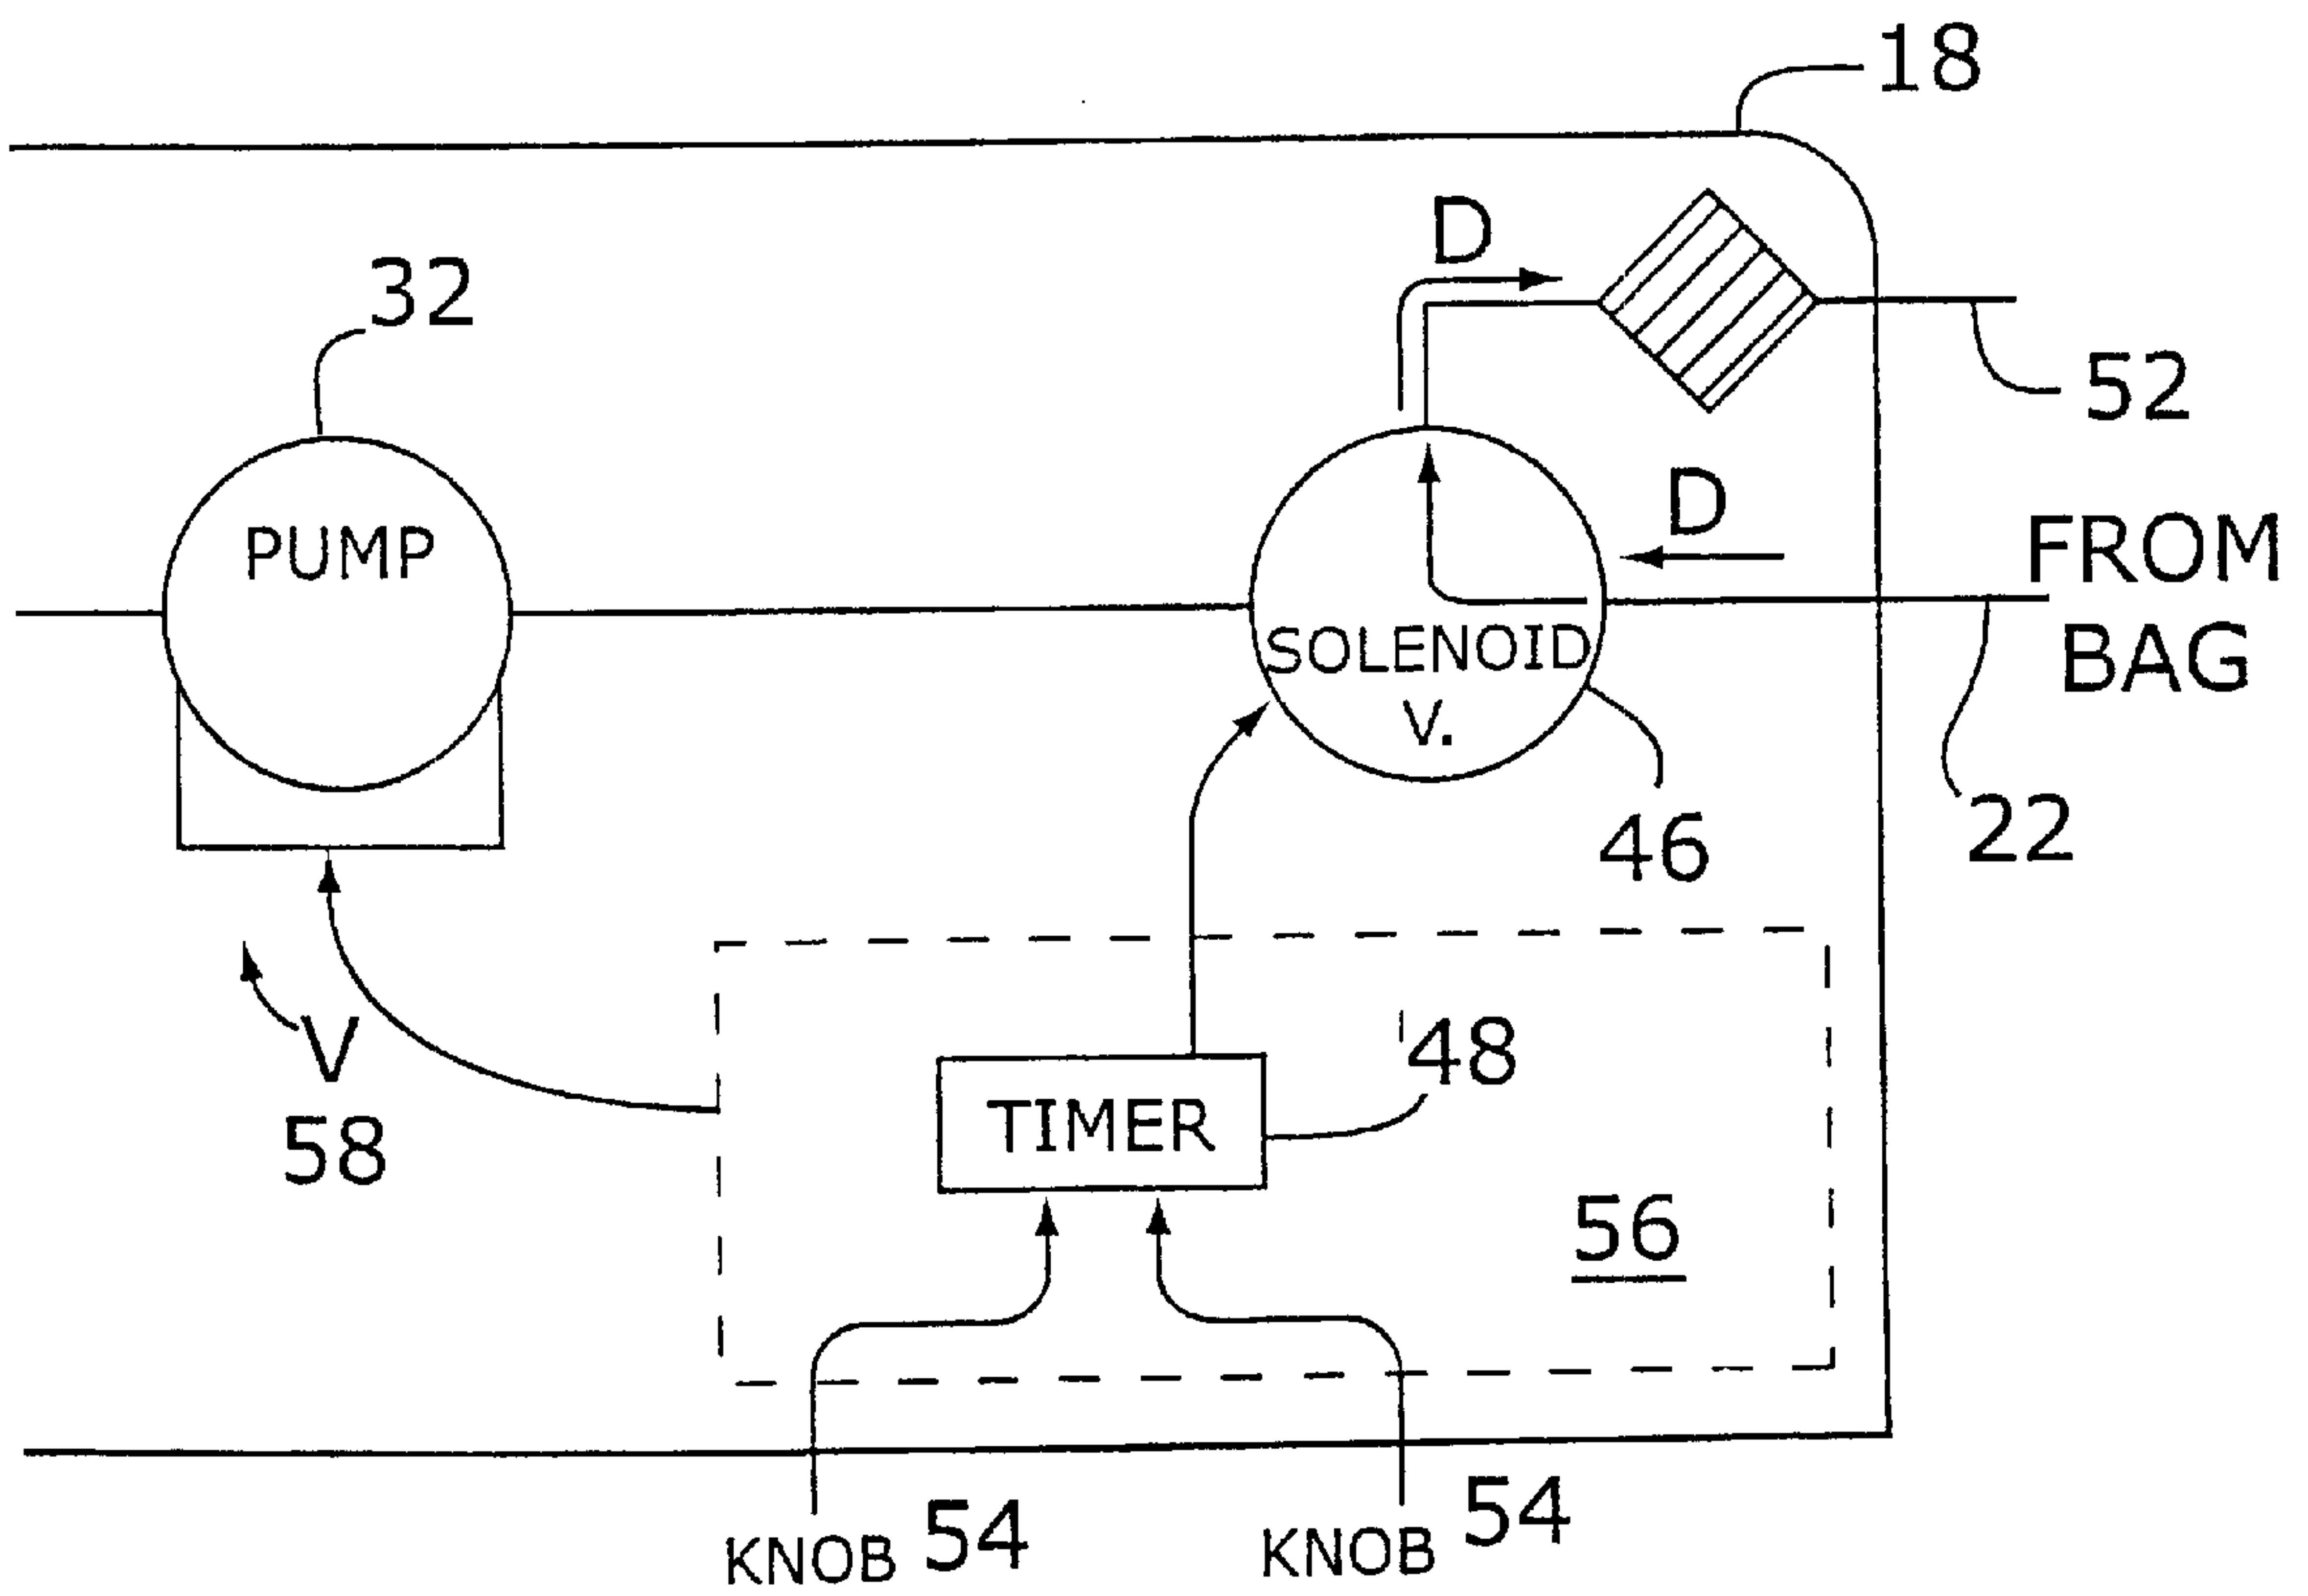 18
D
32
52
D
PUMP
FROM
BAG
SOLENOID
V.
46
22
V
58
48
TIMER
56
KNOB 54
KNOB 54